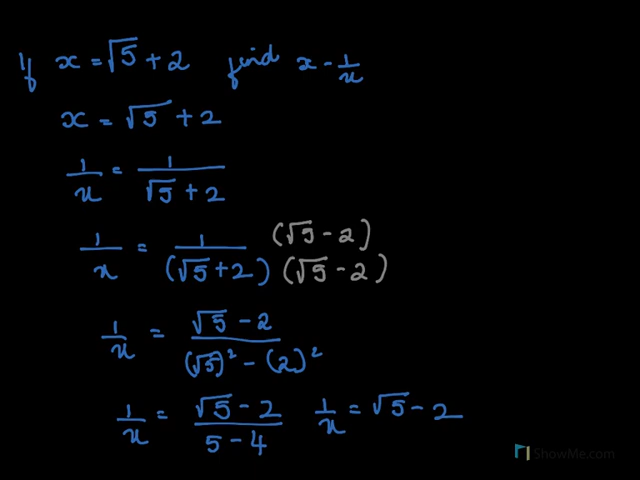 If x = √5 + 2 find x - 1/x
x = √5 + 2
1/x = 1/(√5 + 2)
1/x = 1/(√5 + 2) (√5 - 2)/(√5 - 2)
1/x = (√5 - 2)/((√5)² - (2)²)
1/x = (√5 - 2)/(5 - 4) 1/x = √5 - 2
ShowMe.com